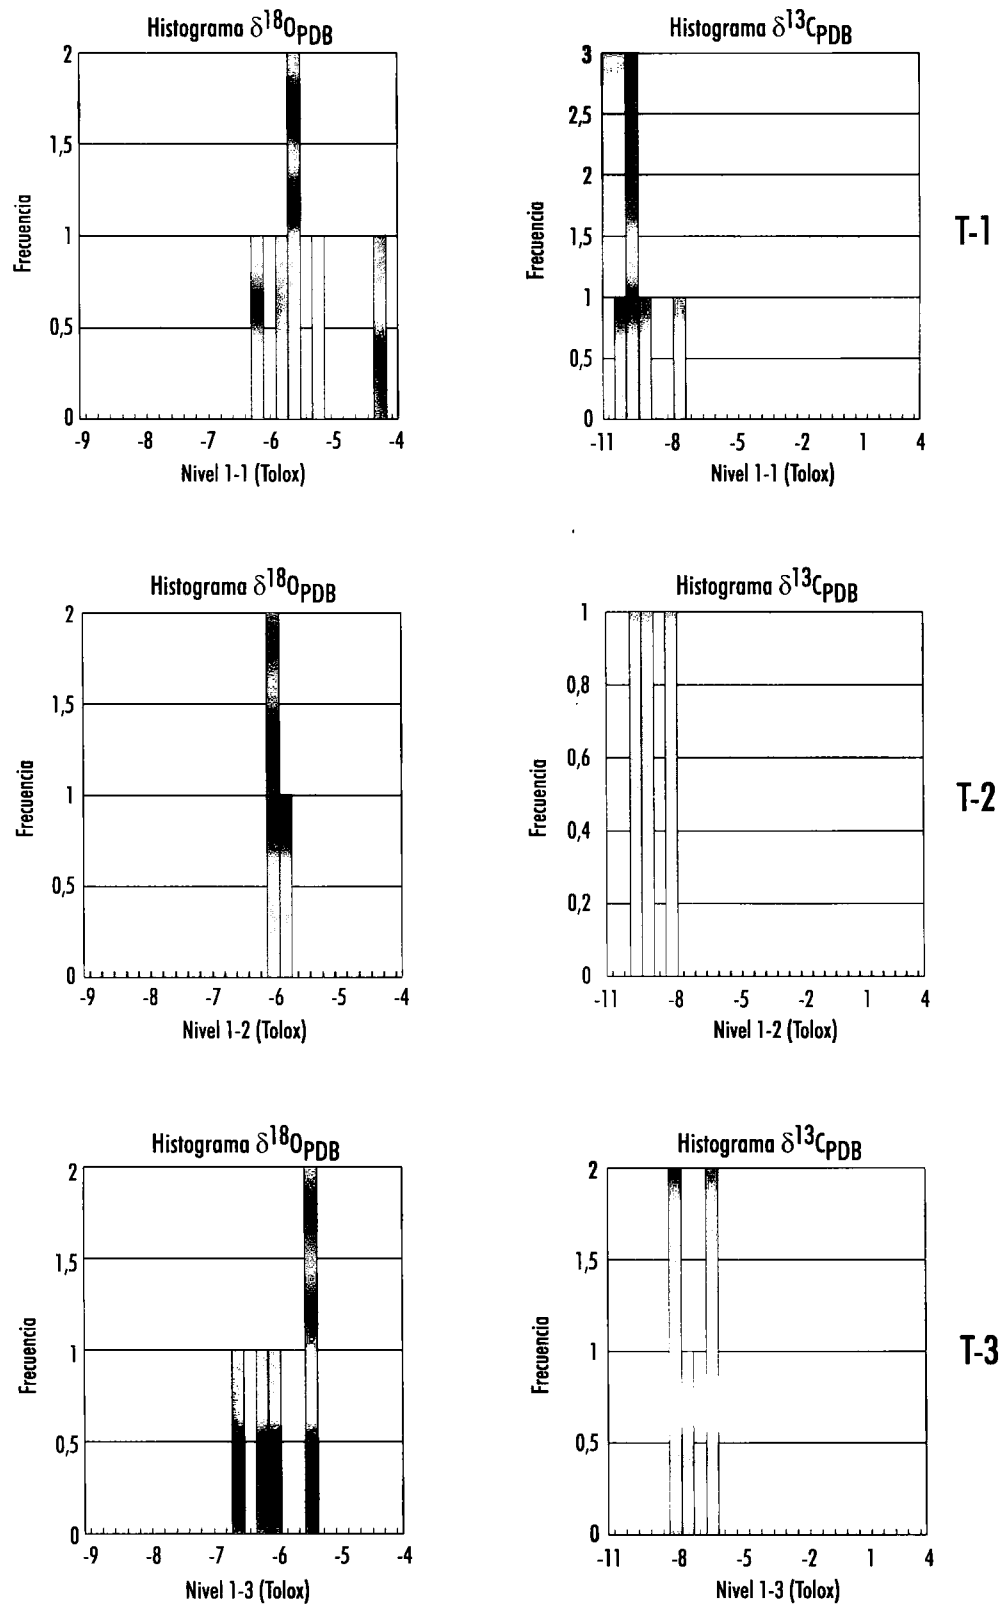 Histograma δ18OPDB
2
1,5
1
0,5
0
Frecuencia
-9 -8 -7 -6 -5 -4
Nivel 1-1 (Tolox)
Histograma δ13CPDB
3
2,5
2
1,5
1
0,5
0
Frecuencia
-11 -8 -5 -2 1 4
Nivel 1-1 (Tolox)
T-1
Histograma δ18OPDB
2
1,5
1
0,5
0
Frecuencia
-9 -8 -7 -6 -5 -4
Nivel 1-2 (Tolox)
Histograma δ13CPDB
1
0,8
0,6
0,4
0,2
0
Frecuencia
-11 -8 -5 -2 1 4
Nivel 1-2 (Tolox)
T-2
Histograma δ18OPDB
2
1,5
1
0,5
0
Frecuencia
-9 -8 -7 -6 -5 -4
Nivel 1-3 (Tolox)
Histograma δ13CPDB
2
1,5
1
0,5
0
Frecuencia
-11 -8 -5 -2 1 4
Nivel 1-3 (Tolox)
T-3